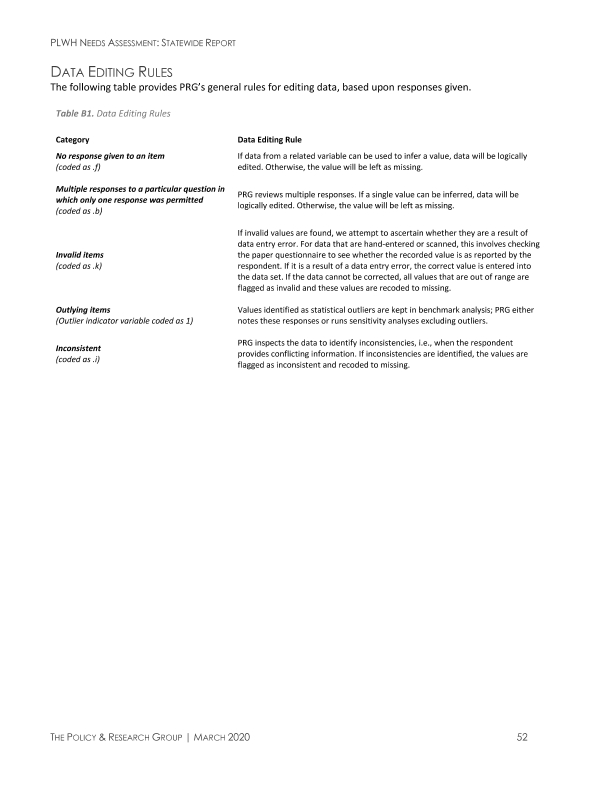 PLWH NEEDS ASSESSMENT: STATEWIDE REPORT
DATA EDITING RULES
The following table provides PRG's general rules for editing data, based upon responses given.
Table B1. Data Editing Rules
Category
Data Editing Rule
No response given to an item
(coded as .f)
If data from a related variable can be used to infer a value, data will be logically
edited. Otherwise, the value will be left as missing.
Multiple responses to a particular question in
which only one response was permitted
(coded as .b)
PRG reviews multiple responses. If a single value can be inferred, data will be
logically edited. Otherwise, the value will be left as missing.
Invalid items
(coded as .k)
If invalid values are found, we attempt to ascertain whether they are a result of
data entry error. For data that are hand-entered or scanned, this involves checking
the paper questionnaire to see whether the recorded value is as reported by the
respondent. If it is a result of a data entry error, the correct value is entered into
the data set. If the data cannot be corrected, all values that are out of range are
flagged as invalid and these values are recoded to missing.
Outlying items
(Outlier indicator variable coded as 1)
Values identified as statistical outliers are kept in benchmark analysis; PRG either
notes these responses or runs sensitivity analyses excluding outliers.
Inconsistent
(coded as .i)
PRG inspects the data to identify inconsistencies, i.e., when the respondent
provides conflicting information. If inconsistencies are identified, the values are
flagged as inconsistent and recoded to missing.
THE POLICY & RESEARCH GROUP | MARCH 2020
52